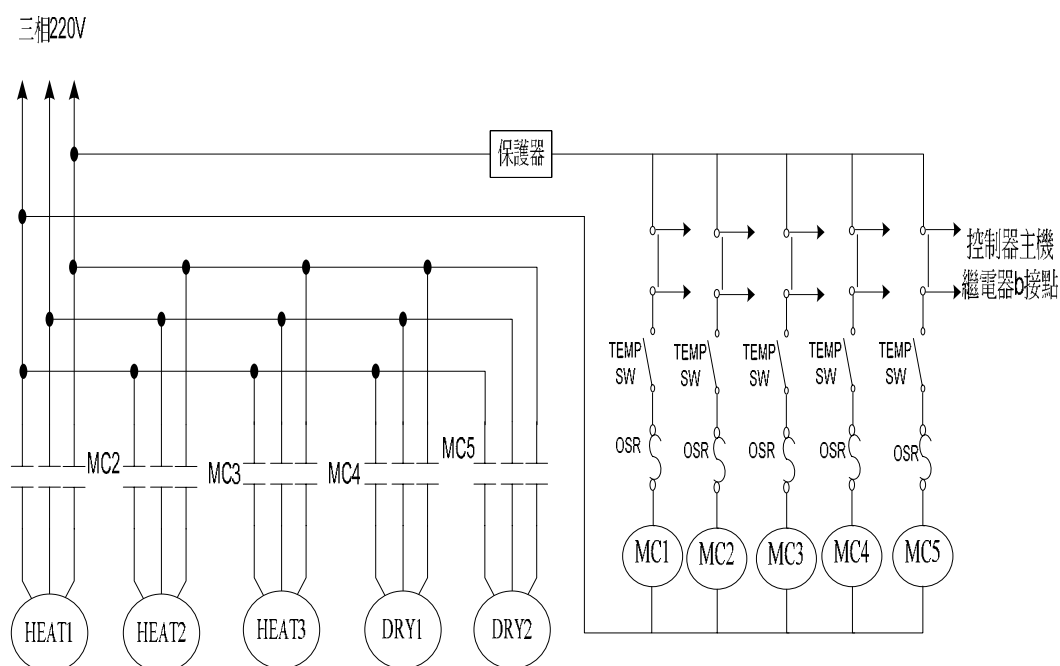 三相220V
保護器
控制器主機
繼電器b接點
TEMP
SW
TEMP
SW
TEMP
SW
TEMP
SW
TEMP
SW
OSR
OSR
OSR
OSR
OSR
MC2
MC3
MC4
MC5
MC1
MC2
MC3
MC4
MC5
HEAT1
HEAT2
HEAT3
DRY1
DRY2